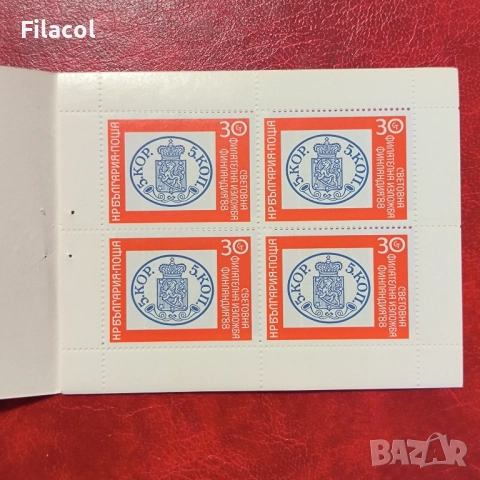 Filacol
НР БЪЛГАРИЯ·ПОЩА
5.KOP. 5.КОП.
30 ст
СВЕТОВНА
ФИЛАТЕЛНА ИЗЛОЖБА
ФИНЛАНДИЯ'88
НР БЪЛГАРИЯ·ПОЩА
5.KOP. 5.КОП.
30 ст
СВЕТОВНА
ФИЛАТЕЛНА ИЗЛОЖБА
ФИНЛАНДИЯ'88
НР БЪЛГАРИЯ·ПОЩА
5.KOP. 5.КОП.
30 ст
СВЕТОВНА
ФИЛАТЕЛНА ИЗЛОЖБА
ФИНЛАНДИЯ'88
НР БЪЛГАРИЯ·ПОЩА
5.KOP. 5.КОП.
30 ст
СВЕТОВНА
ФИЛАТЕЛНА ИЗЛОЖБА
ФИНЛАНДИЯ'88
BAZAR